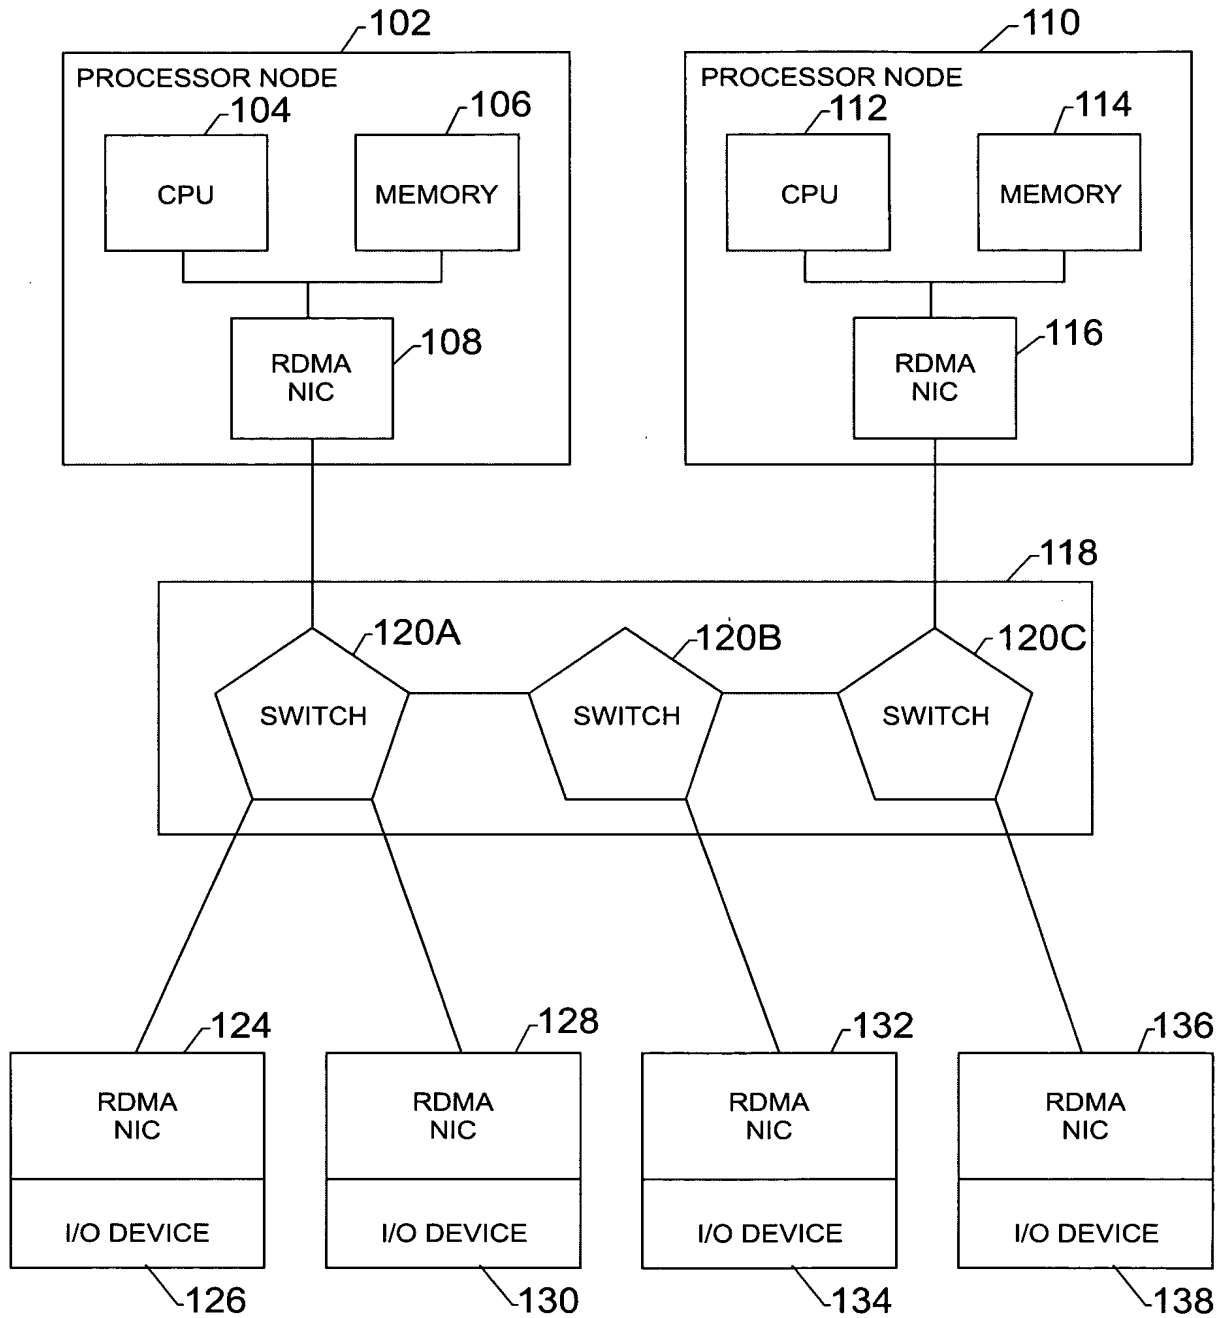 102
110
PROCESSOR NODE
PROCESSOR NODE
104
106
112
114
CPU
MEMORY
CPU
MEMORY
108
116
RDMA
NIC
RDMA
NIC
118
120A
120B
120C
SWITCH
SWITCH
SWITCH
124
128
132
136
RDMA
NIC
RDMA
NIC
RDMA
NIC
RDMA
NIC
I/O DEVICE
I/O DEVICE
I/O DEVICE
I/O DEVICE
126
130
134
138